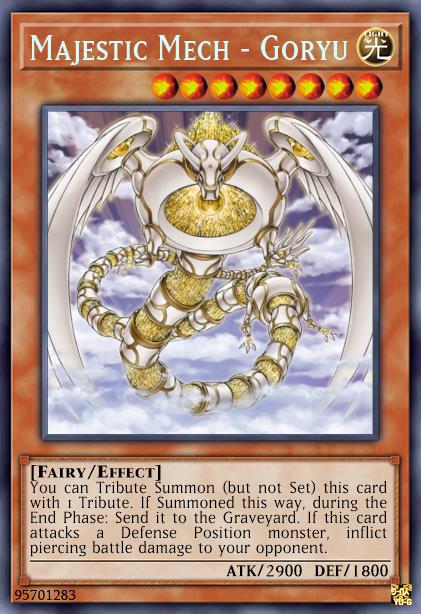 Majestic Mech - Goryu
LIGHT
光
[Fairy/Effect]
You can Tribute Summon (but not Set) this card
with 1 Tribute. If Summoned this way, during the
End Phase: Send it to the Graveyard. If this card
attacks a Defense Position monster, inflict
piercing battle damage to your opponent.
ATK/2900 DEF/1800
95701283